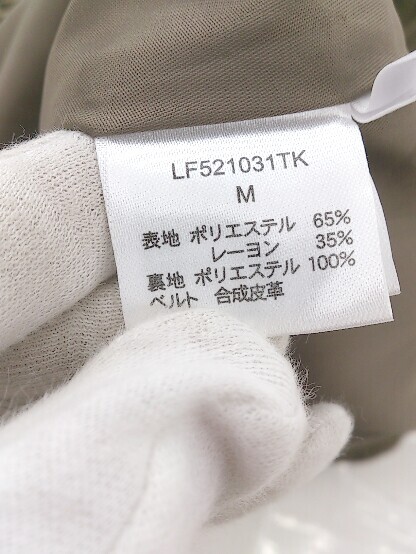 LF521031TK
M
表地 ポリエステル 65%
レーヨン 35%
裏地 ポリエステル 100%
ベルト 合成皮革